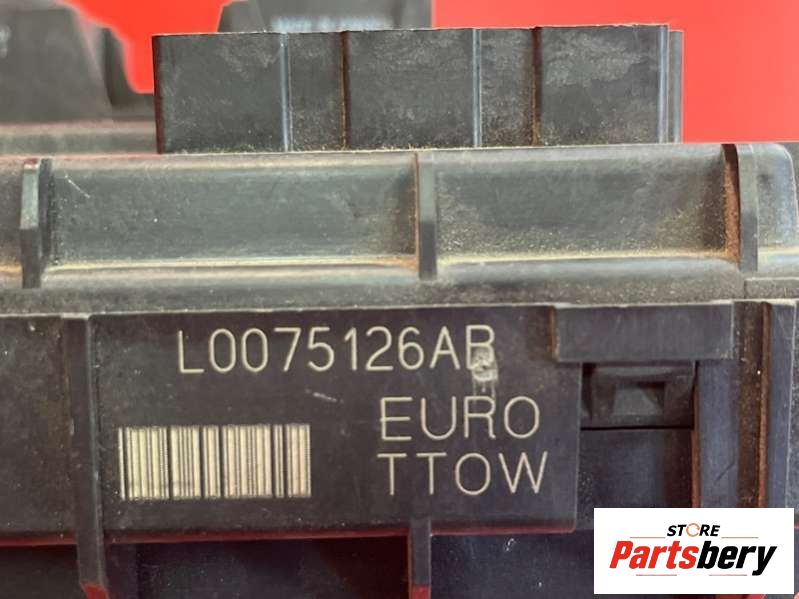 L0075126AB
EURO
TTOW
STORE
Partsbery